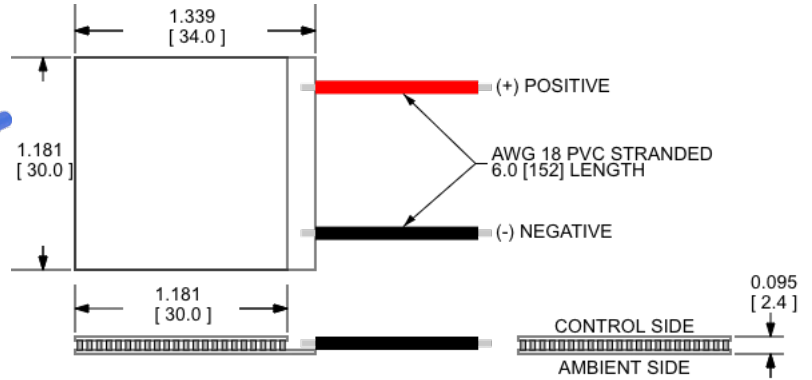 1.339
[ 34.0 ]
(+) POSITIVE
1.181
[ 30.0 ]
AWG 18 PVC STRANDED
6.0 [152] LENGTH
(-) NEGATIVE
1.181
[ 30.0 ]
0.095
[ 2.4 ]
CONTROL SIDE
AMBIENT SIDE